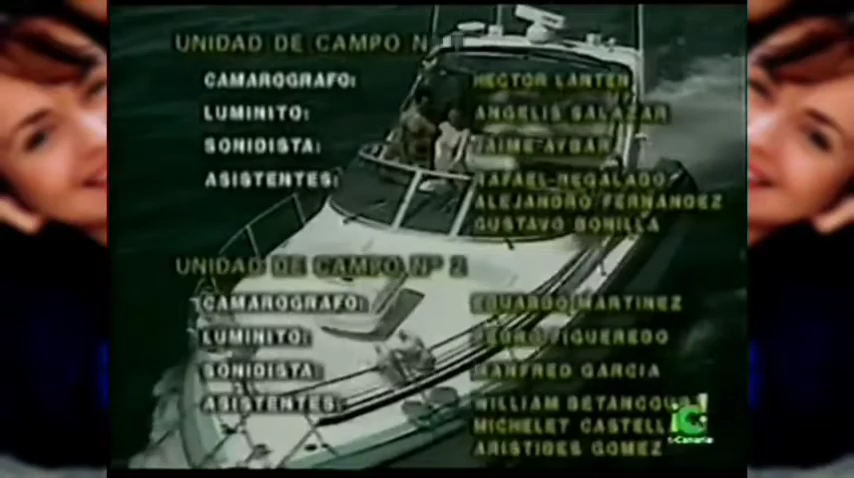 UNIDAD DE CAMPO N
CAMAROGRAFO: HECTOR LANTEN
LUMINITO: ANGELIS SALAZAR
SONIDISTA: JAIME AYBAR
ASISTENTES: RAFAEL REGALADO
ALEJANDRO FERNANDEZ
GUSTAVO BONILLA
UNIDAD DE CAMPO Nº 2
CAMAROGRAFO: EDUARDO MARTINEZ
LUMINITO: PEDRO FIGUEREDO
SONIDISTA: MANFRED GARCIA
ASISTENTES: WILLIAM BETANCOURT
MICHELET CASTELL
ARISTIDES GOMEZ